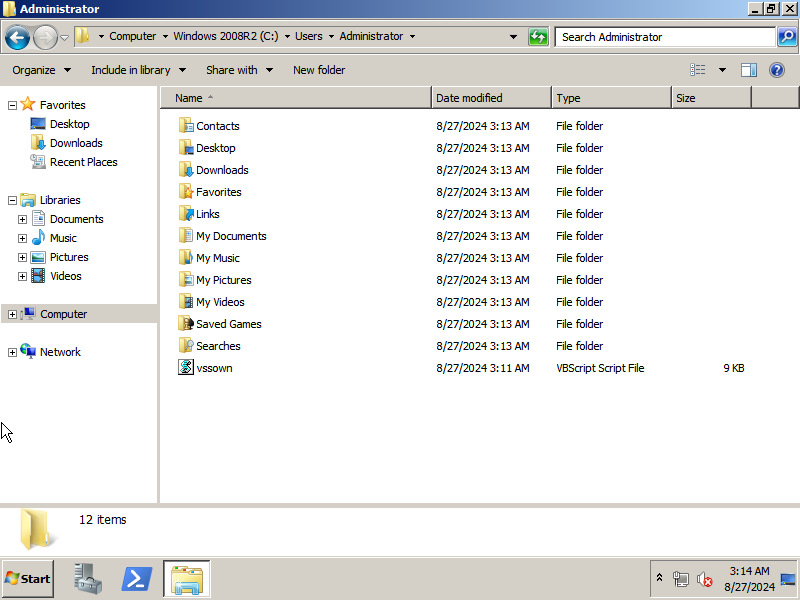 Administrator
Computer Windows 2008R2 (C:) Users Administrator Search Administrator
Organize Include in library Share with New folder
Favorites
Desktop
Downloads
Recent Places
Libraries
Documents
Music
Pictures
Videos
Computer
Network
Name Date modified Type Size
Contacts 8/27/2024 3:13 AM File folder
Desktop 8/27/2024 3:13 AM File folder
Downloads 8/27/2024 3:13 AM File folder
Favorites 8/27/2024 3:13 AM File folder
Links 8/27/2024 3:13 AM File folder
My Documents 8/27/2024 3:13 AM File folder
My Music 8/27/2024 3:13 AM File folder
My Pictures 8/27/2024 3:13 AM File folder
My Videos 8/27/2024 3:13 AM File folder
Saved Games 8/27/2024 3:13 AM File folder
Searches 8/27/2024 3:13 AM File folder
vssown 8/27/2024 3:11 AM VBScript Script File 9 KB
12 items
Start
3:14 AM
8/27/2024